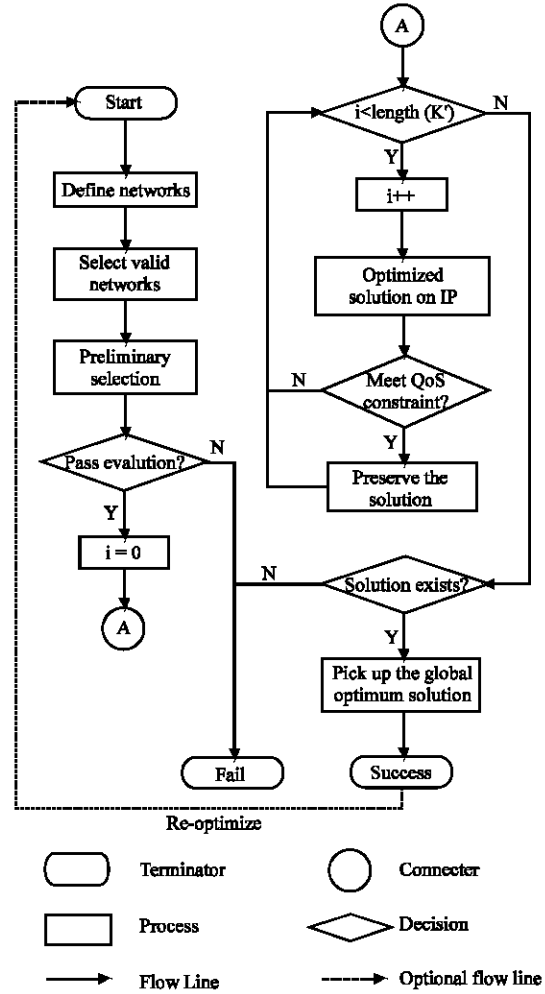 Start
Define networks
Select valid
networks
Preliminary
selection
Pass evalution?
N
Y
i = 0
A
A
i<length (K')
N
Y
i++
Optimized
solution on IP
Meet QoS
constraint?
N
Y
Preserve the
solution
Solution exists?
N
Y
Pick up the global
optimum solution
Fail
Success
Re-optimize
Terminator
Connecter
Process
Decision
Flow Line
Optional flow line